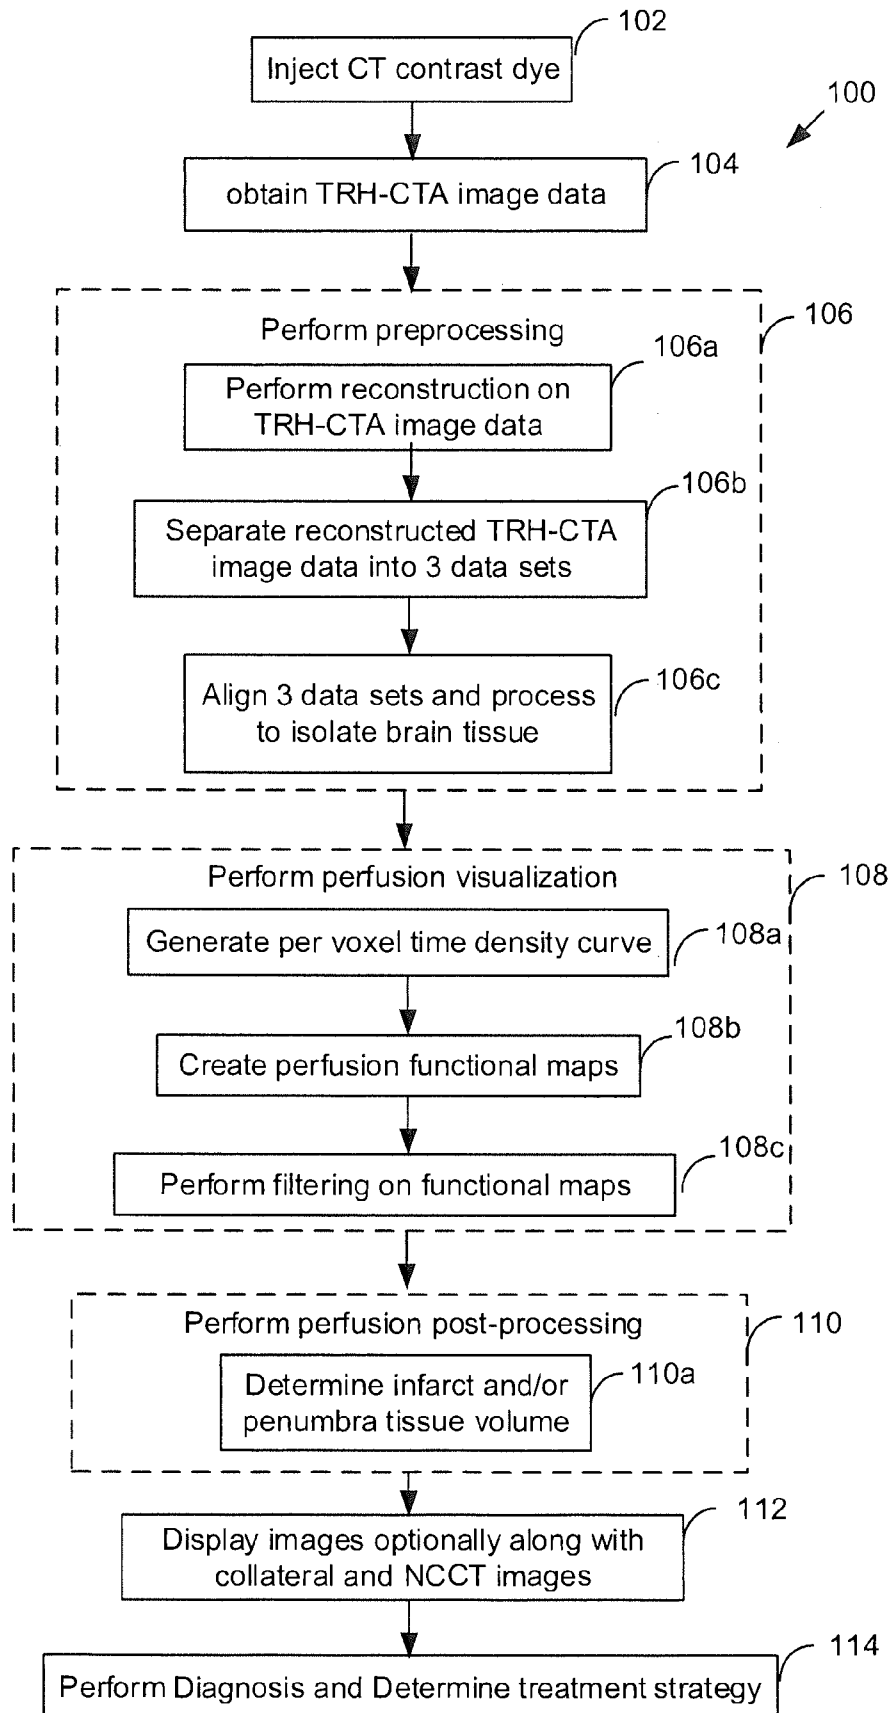 102
Inject CT contrast dye
100
104
obtain TRH-CTA image data
106
Perform preprocessing
106a
Perform reconstruction on
TRH-CTA image data
106b
Separate reconstructed TRH-CTA
image data into 3 data sets
106c
Align 3 data sets and process
to isolate brain tissue
108
Perform perfusion visualization
108a
Generate per voxel time density curve
108b
Create perfusion functional maps
108c
Perform filtering on functional maps
110
Perform perfusion post-processing
110a
Determine infarct and/or
penumbra tissue volume
112
Display images optionally along with
collateral and NCCT images
114
Perform Diagnosis and Determine treatment strategy